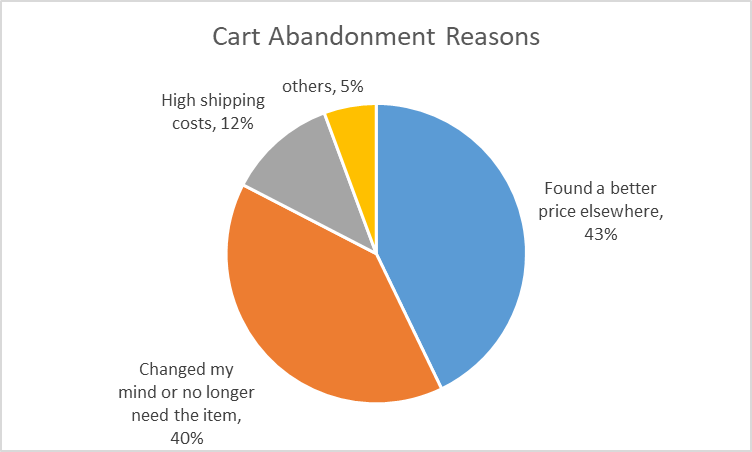 Cart Abandonment Reasons
others, 5%
High shipping
costs, 12%
Found a better
price elsewhere,
43%
Changed my
mind or no longer
need the item,
40%